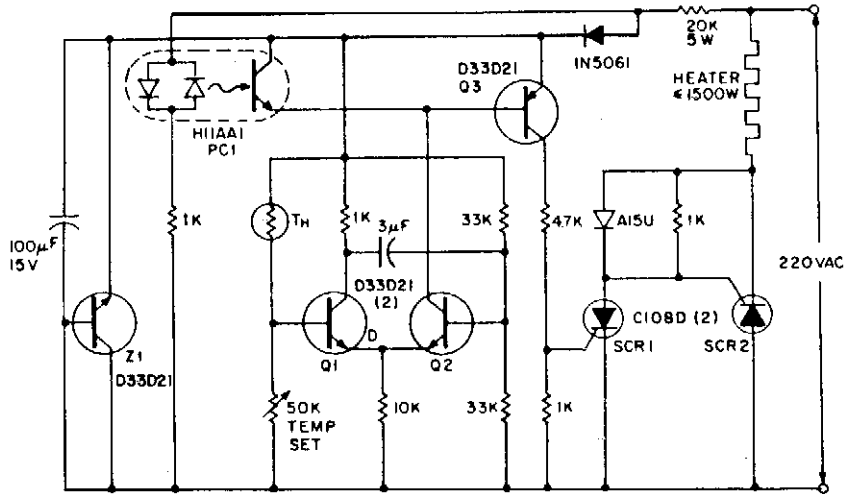 20K
5W
1N5061
D33D21
Q3
HEATER
≤1500W
H11AA1
PC1
1K
TH
1K
3μF
33K
4.7K
A15U
1K
100μF
15V
220VAC
D33D21
(2)
D
C108D (2)
Z1
D33D21
Q1
Q2
SCR1
SCR2
50K
TEMP
SET
10K
33K
1K